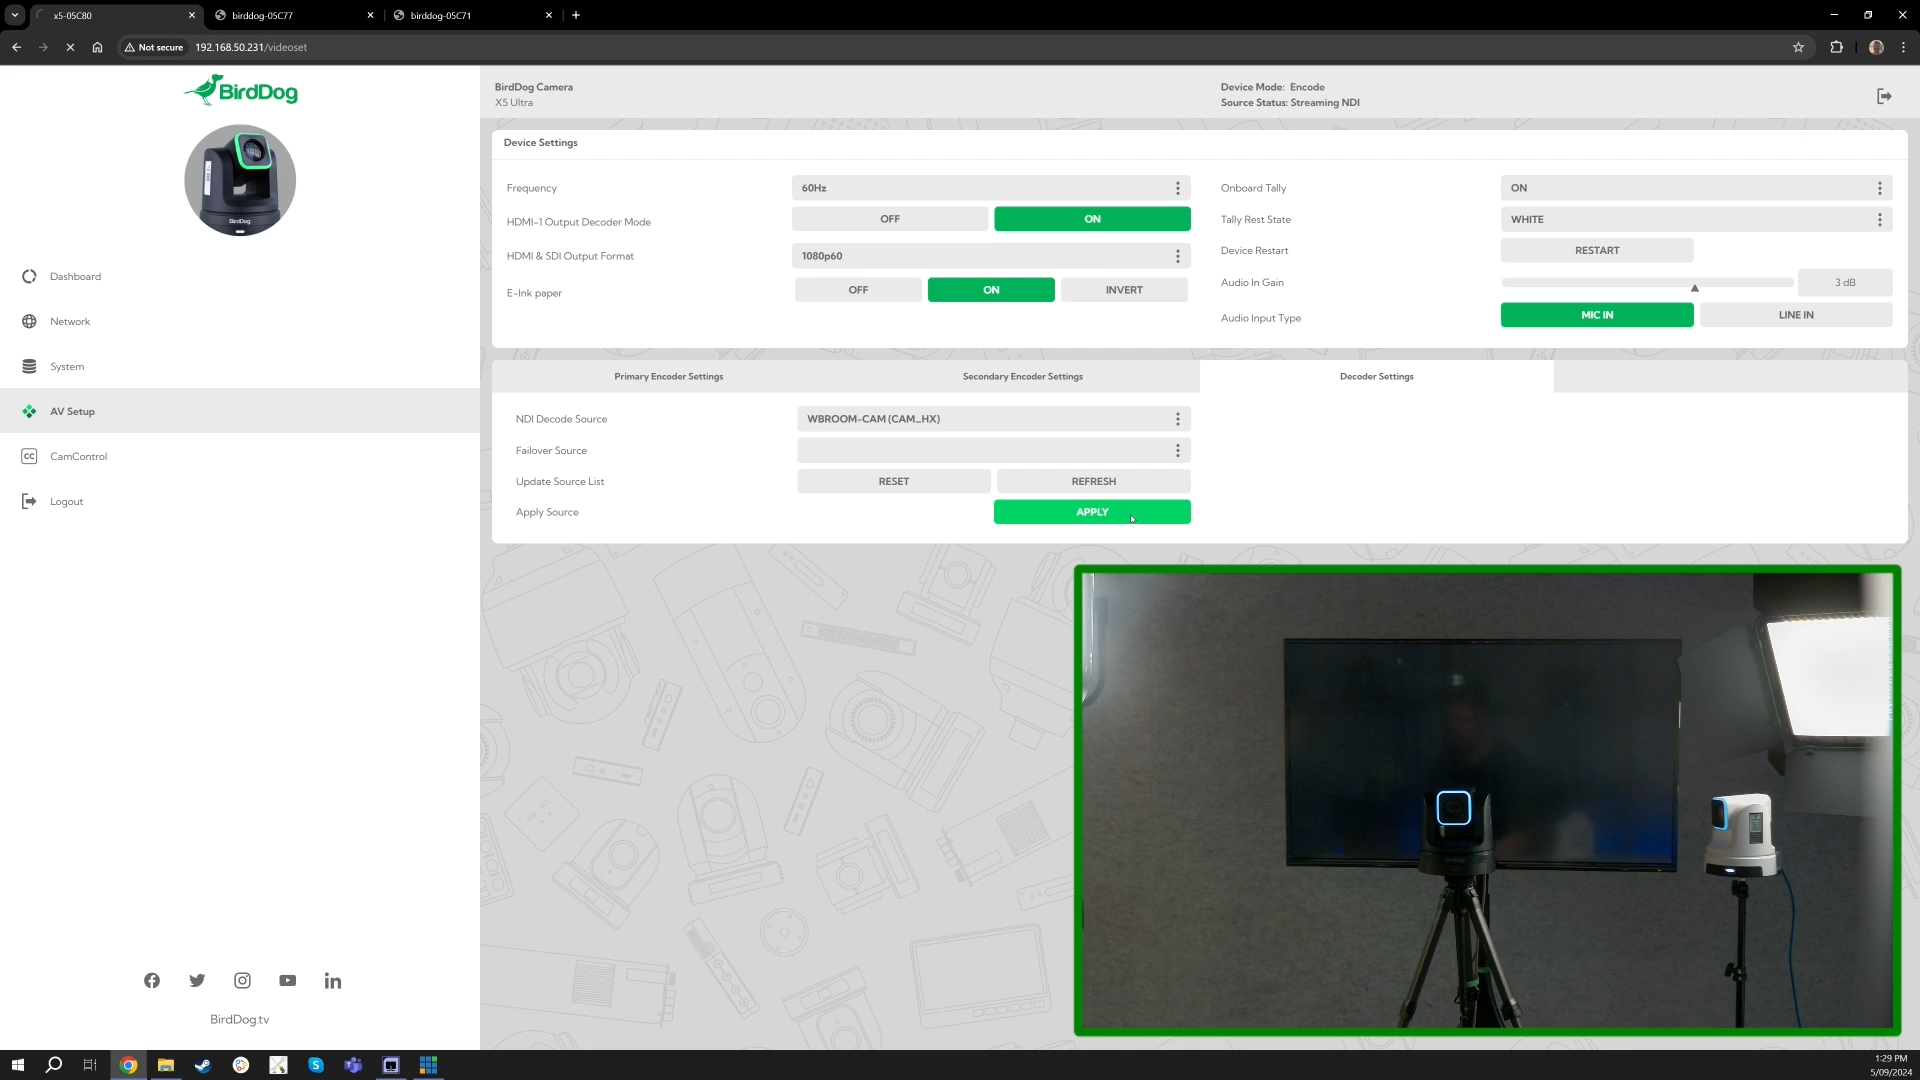 x5-05C80
birddog-05C77
birddog-05C71
Not secure
192.168.50.231/videoset
BirdDog
BirdDog
Dashboard
Network
System
AV Setup
CC
CamControl
Logout
BirdDog.tv
BirdDog Camera
X5 Ultra
Device Mode: Encode
Source Status: Streaming NDI
Device Settings
Frequency
60Hz
HDMI-1 Output Decoder Mode
OFF
ON
HDMI & SDI Output Format
1080p60
E-Ink paper
OFF
ON
INVERT
Onboard Tally
ON
Tally Rest State
WHITE
Device Restart
RESTART
Audio In Gain
3 dB
Audio Input Type
MIC IN
LINE IN
Primary Encoder Settings
Secondary Encoder Settings
Decoder Settings
NDI Decode Source
WBROOM-CAM (CAM_HX)
Failover Source
Update Source List
RESET
REFRESH
Apply Source
APPLY
1:29 PM
5/09/2024